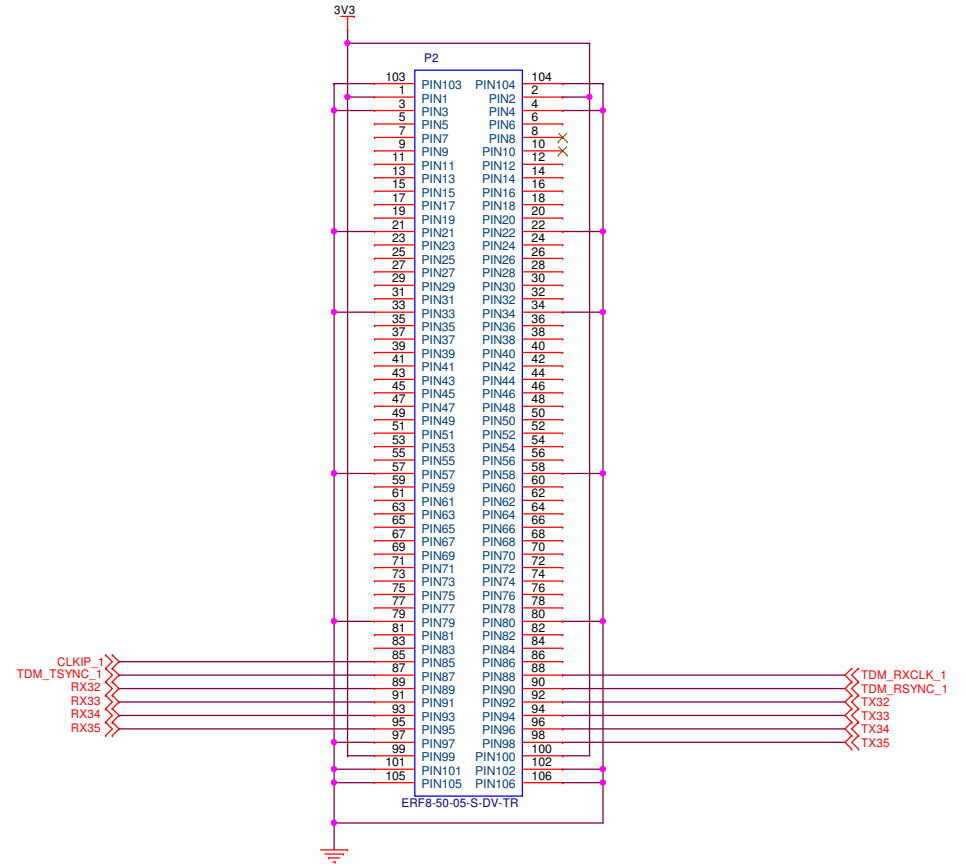 3V3
P2
103 PIN103 PIN104 104
1 PIN1 PIN2 2
3 PIN3 PIN4 4
5 PIN5 PIN6 6
7 PIN7 PIN8 8
9 PIN9 PIN10 10
11 PIN11 PIN12 12
13 PIN13 PIN14 14
15 PIN15 PIN16 16
17 PIN17 PIN18 18
19 PIN19 PIN20 20
21 PIN21 PIN22 22
23 PIN23 PIN24 24
25 PIN25 PIN26 26
27 PIN27 PIN28 28
29 PIN29 PIN30 30
31 PIN31 PIN32 32
33 PIN33 PIN34 34
35 PIN35 PIN36 36
37 PIN37 PIN38 38
39 PIN39 PIN40 40
41 PIN41 PIN42 42
43 PIN43 PIN44 44
45 PIN45 PIN46 46
47 PIN47 PIN48 48
49 PIN49 PIN50 50
51 PIN51 PIN52 52
53 PIN53 PIN54 54
55 PIN55 PIN56 56
57 PIN57 PIN58 58
59 PIN59 PIN60 60
61 PIN61 PIN62 62
63 PIN63 PIN64 64
65 PIN65 PIN66 66
67 PIN67 PIN68 68
69 PIN69 PIN70 70
71 PIN71 PIN72 72
73 PIN73 PIN74 74
75 PIN75 PIN76 76
77 PIN77 PIN78 78
79 PIN79 PIN80 80
81 PIN81 PIN82 82
83 PIN83 PIN84 84
CLKIP_1 85 PIN85 PIN86 86
TDM_TSYNC_1 87 PIN87 PIN88 88 TDM_RXCLK_1
RX32 89 PIN89 PIN90 90 TDM_RSYNC_1
RX33 91 PIN91 PIN92 92 TX32
RX34 93 PIN93 PIN94 94 TX33
RX35 95 PIN95 PIN96 96 TX34
97 PIN97 PIN98 98 TX35
99 PIN99 PIN100 100
101 PIN101 PIN102 102
105 PIN105 PIN106 106
ERF8-50-05-S-DV-TR